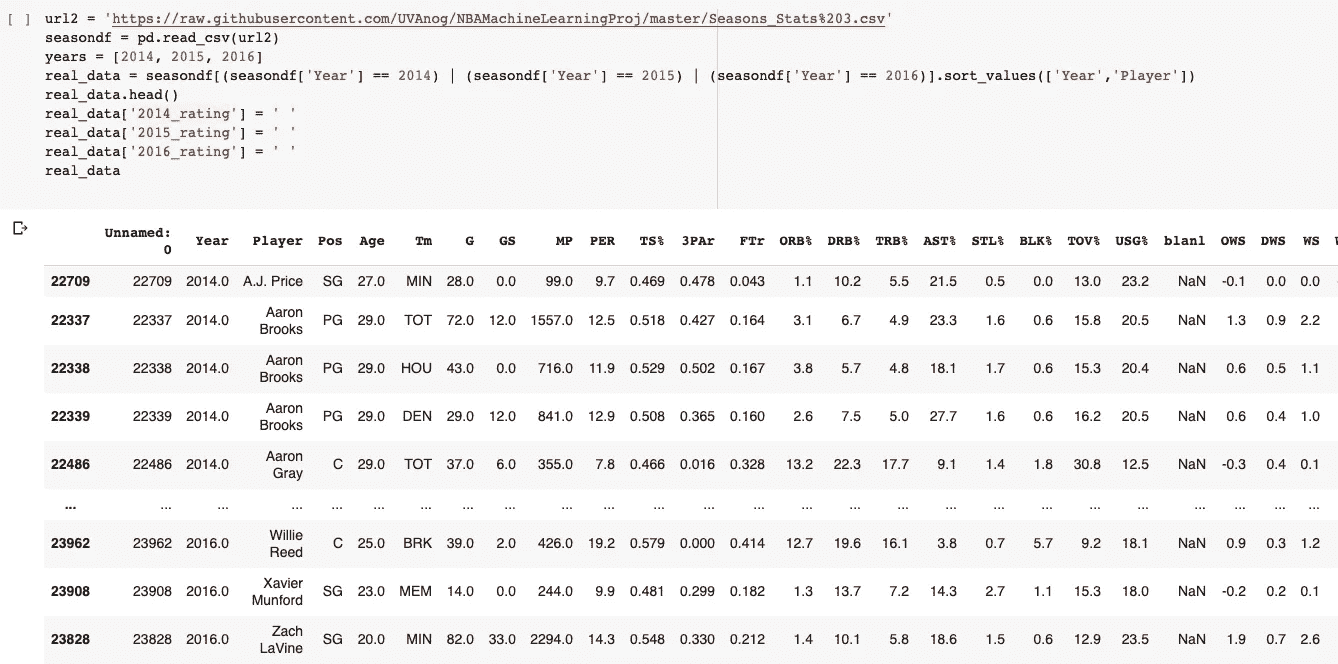 [ ] url2 = 'https://raw.githubusercontent.com/UVAnog/NBAMachineLearningProj/master/Seasons_Stats%203.csv'
seasondf = pd.read_csv(url2)
years = [2014, 2015, 2016]
real_data = seasondf[(seasondf['Year'] == 2014) | (seasondf['Year'] == 2015) | (seasondf['Year'] == 2016)].sort_values(['Year','Player'])
real_data.head()
real_data['2014_rating'] = ' '
real_data['2015_rating'] = ' '
real_data['2016_rating'] = ' '
real_data
Unnamed: 0 Year Player Pos Age Tm G GS MP PER TS% 3PAr FTr ORB% DRB% TRB% AST% STL% BLK% TOV% USG% blanl OWS DWS WS
22709 22709 2014.0 A.J. Price SG 27.0 MIN 28.0 0.0 99.0 9.7 0.469 0.478 0.043 1.1 10.2 5.5 21.5 0.5 0.0 13.0 23.2 NaN -0.1 0.0 0.0
22337 22337 2014.0 Aaron Brooks PG 29.0 TOT 72.0 12.0 1557.0 12.5 0.518 0.427 0.164 3.1 6.7 4.9 23.3 1.6 0.6 15.8 20.5 NaN 1.3 0.9 2.2
22338 22338 2014.0 Aaron Brooks PG 29.0 HOU 43.0 0.0 716.0 11.9 0.529 0.502 0.167 3.8 5.7 4.8 18.1 1.7 0.6 15.3 20.4 NaN 0.6 0.5 1.1
22339 22339 2014.0 Aaron Brooks PG 29.0 DEN 29.0 12.0 841.0 12.9 0.508 0.365 0.160 2.6 7.5 5.0 27.7 1.6 0.6 16.2 20.5 NaN 0.6 0.4 1.0
22486 22486 2014.0 Aaron Gray C 29.0 TOT 37.0 6.0 355.0 7.8 0.466 0.016 0.328 13.2 22.3 17.7 9.1 1.4 1.8 30.8 12.5 NaN -0.3 0.4 0.1
... ... ... ... ... ... ... ... ... ... ... ... ... ... ... ... ... ... ... ... ... ... ... ... ... ...
23962 23962 2016.0 Willie Reed C 25.0 BRK 39.0 2.0 426.0 19.2 0.579 0.000 0.414 12.7 19.6 16.1 3.8 0.7 5.7 9.2 18.1 NaN 0.9 0.3 1.2
23908 23908 2016.0 Xavier Munford SG 23.0 MEM 14.0 0.0 244.0 9.9 0.481 0.299 0.182 1.3 13.7 7.2 14.3 2.7 1.1 15.3 18.0 NaN -0.2 0.2 0.1
23828 23828 2016.0 Zach LaVine SG 20.0 MIN 82.0 33.0 2294.0 14.3 0.548 0.330 0.212 1.4 10.1 5.8 18.6 1.5 0.6 12.9 23.5 NaN 1.9 0.7 2.6